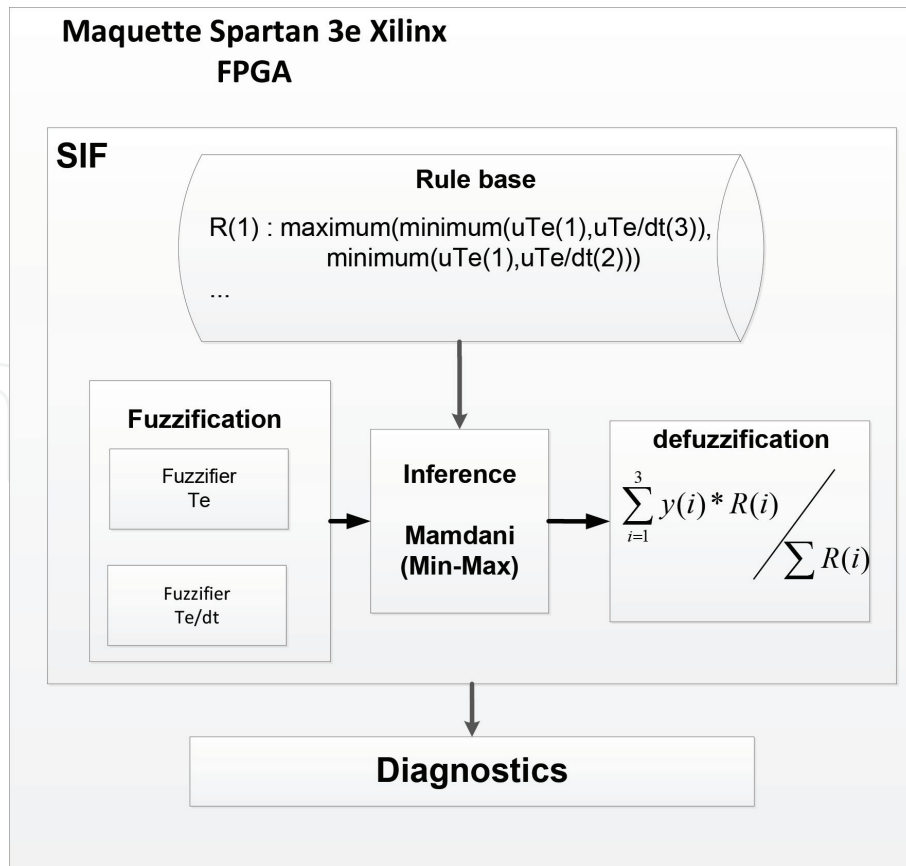 Maquette Spartan 3e Xilinx
FPGA
SIF
Rule base
R(1) : maximum(minimum(uTe(1),uTe/dt(3)),
minimum(uTe(1),uTe/dt(2)))
...
Fuzzification
Fuzzifier
Te
Fuzzifier
Te/dt
Inference
Mamdani
(Min-Max)
defuzzification
3
∑ y(i) * R(i)
i=1
/ ∑ R(i)
Diagnostics